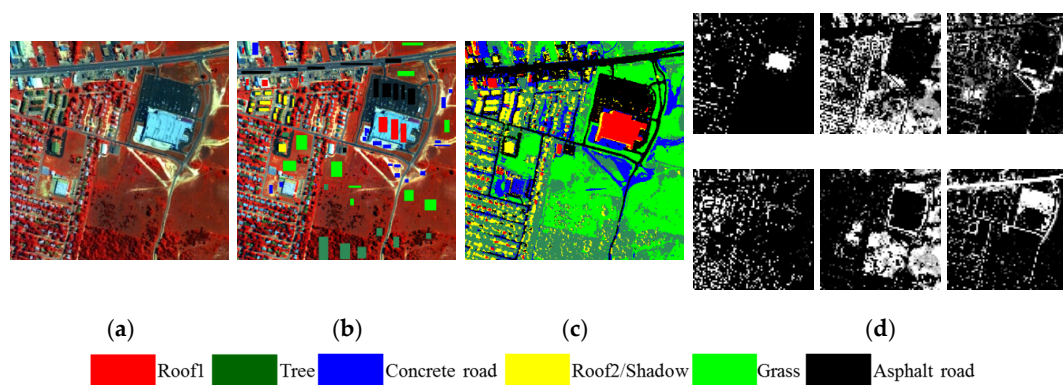 (a) (b) (c) (d)
Roof1 Tree Concrete road Roof2/Shadow Grass Asphalt road